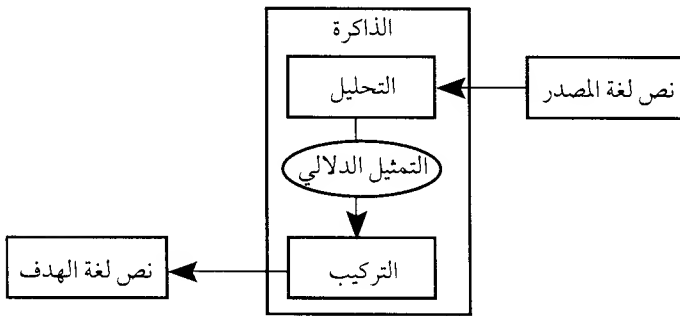 الذاكرة
التحليل
نص لغة المصدر
التمثيل الدلالي
التركيب
نص لغة الهدف